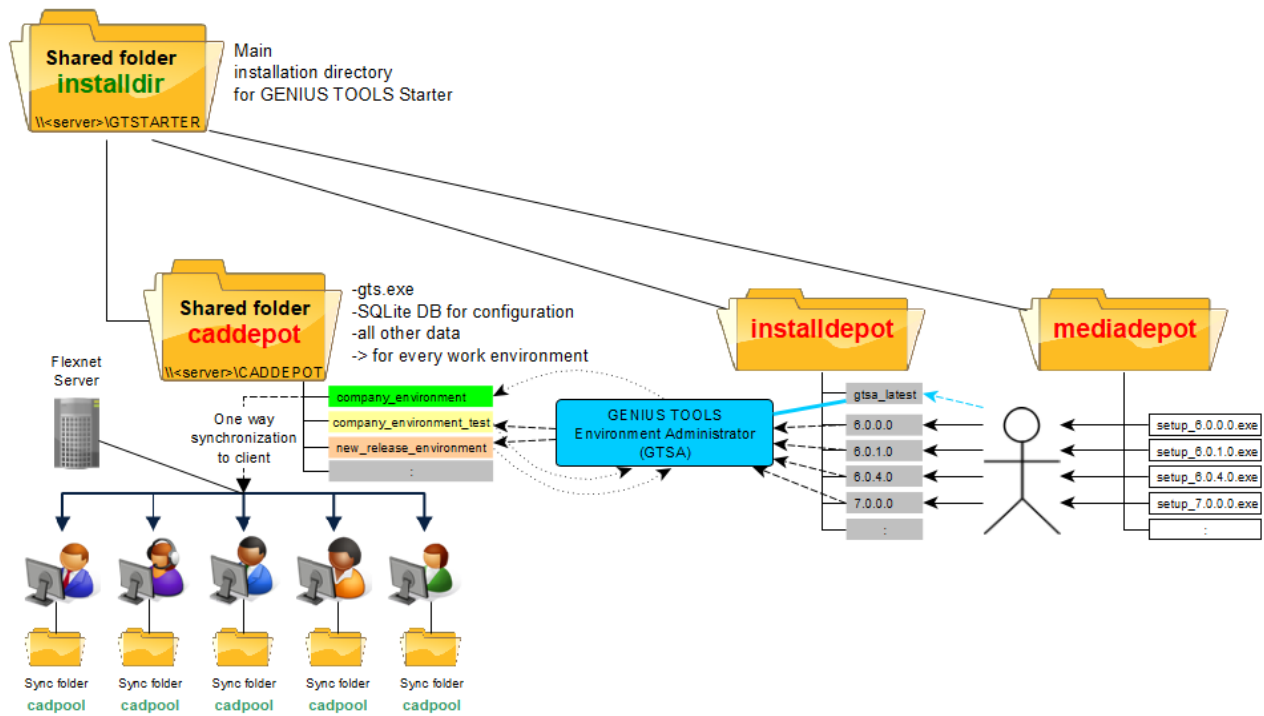 Shared folder
installdir
\\<server>\GTSTARTER
Main
installation directory
for GENIUS TOOLS Starter
Shared folder
caddepot
\\<server>\CADDEPOT
-gts.exe
-SQLite DB for configuration
-all other data
-> for every work environment
installdepot
mediadepot
Flexnet
Server
One way
synchronization
to client
company_environment
company_environment_test
new_release_environment
:
GENIUS TOOLS
Environment Administrator
(GTSA)
gtsa_latest
6.0.0.0
6.0.1.0
6.0.4.0
7.0.0.0
:
setup_6.0.0.0.exe
setup_6.0.1.0.exe
setup_6.0.4.0.exe
setup_7.0.0.0.exe
:
Sync folder
cadpool
Sync folder
cadpool
Sync folder
cadpool
Sync folder
cadpool
Sync folder
cadpool